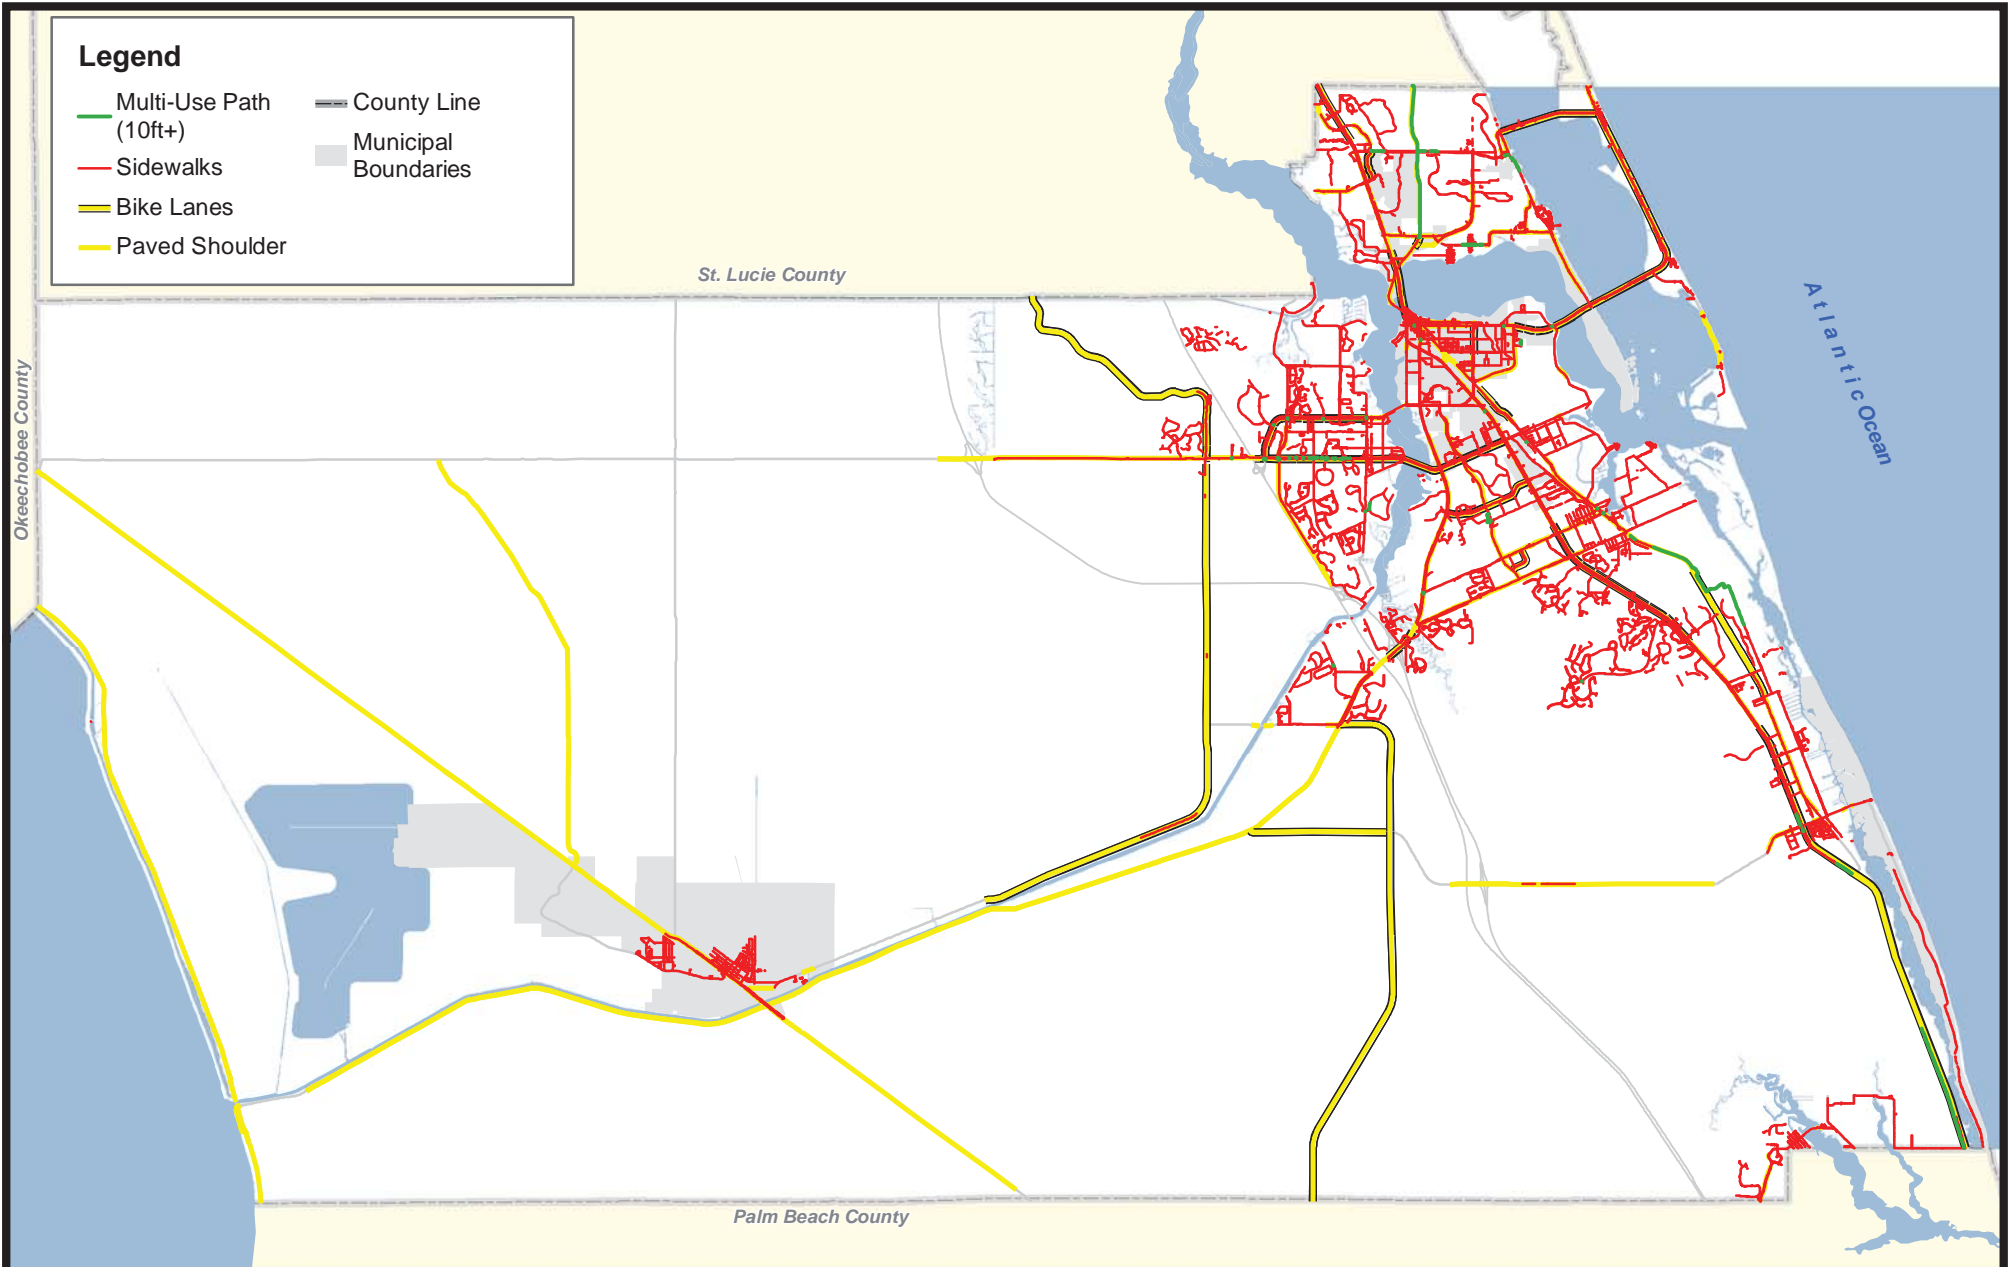 Legend
Multi-Use Path
(10ft+)
Sidewalks
Bike Lanes
Paved Shoulder
County Line
Municipal
Boundaries
St. Lucie County
Okeechobee County
Atlantic Ocean
Palm Beach County